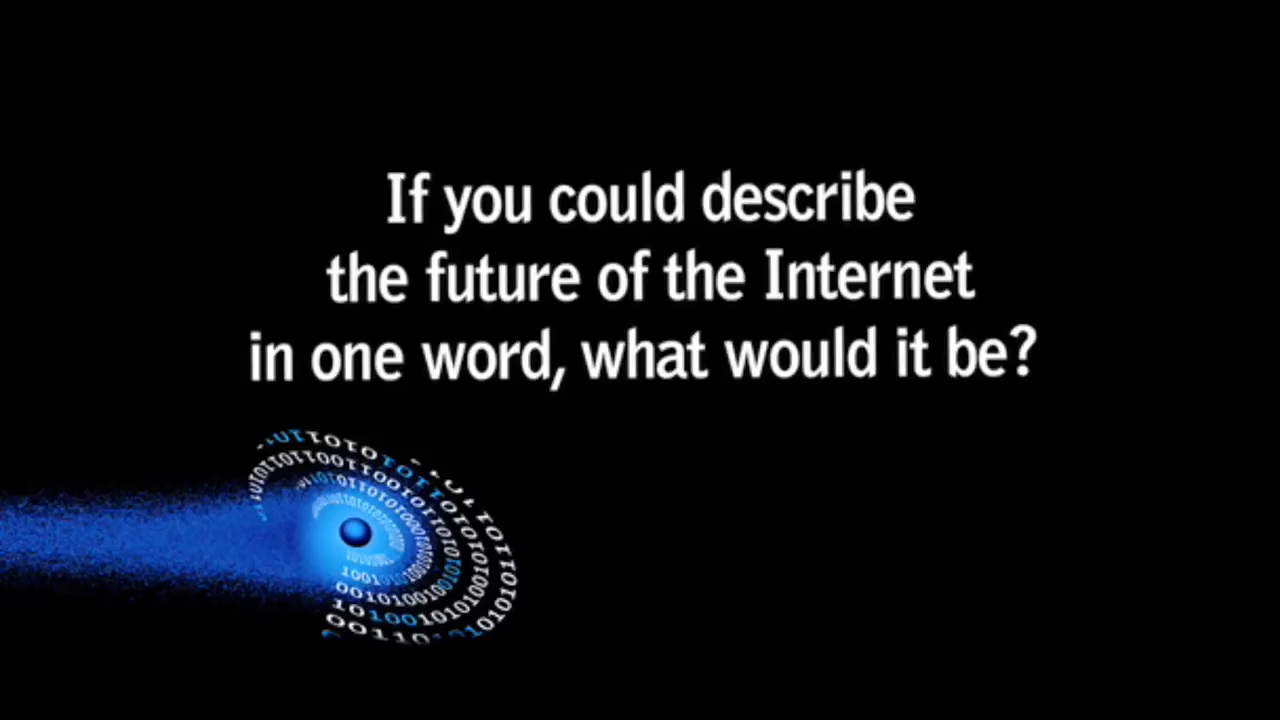 If you could describe
the future of the Internet
in one word, what would it be?